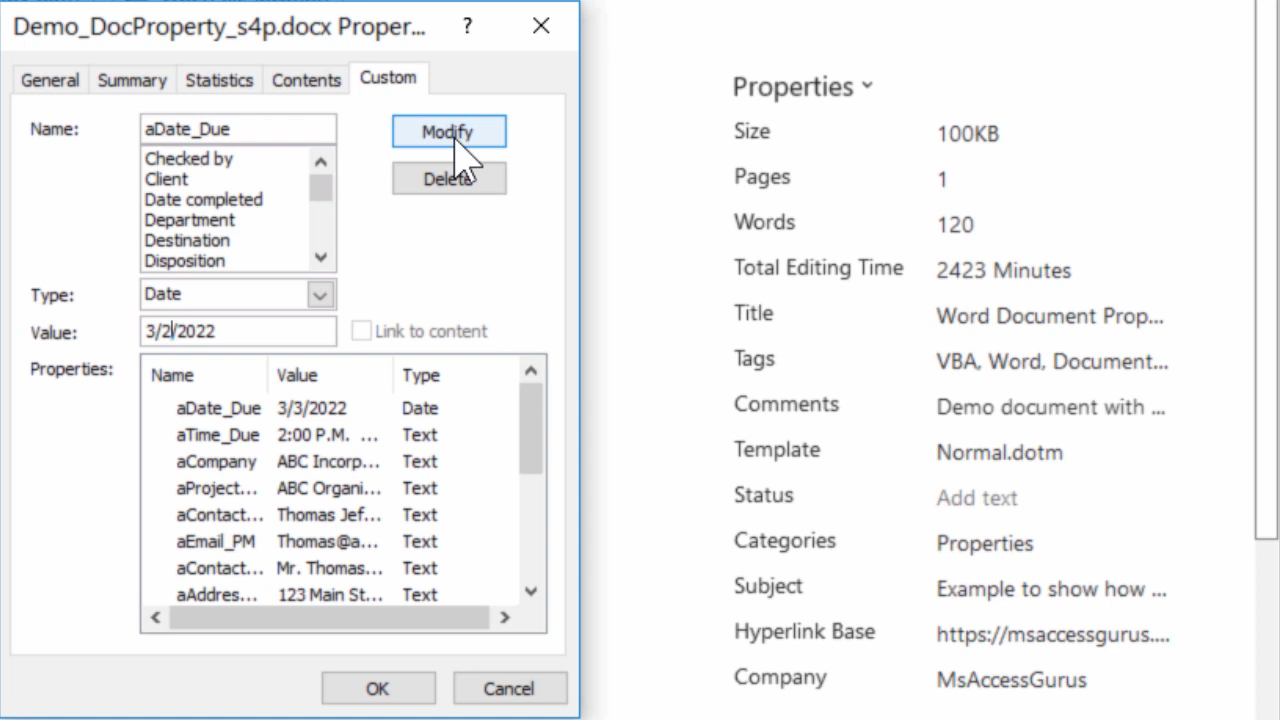 Demo_DocProperty_s4p.docx Proper... ?
General Summary Statistics Contents Custom
Name: aDate_Due Modify
Checked by
Client
Delete
Date completed
Department
Destination
Disposition
Type: Date
Value: 3/2/2022 Link to content
Properties:
Name Value Type
aDate_Due 3/3/2022 Date
aTime_Due 2:00 P.M. ... Text
aCompany ABC Incorp... Text
aProject... ABC Organi... Text
aContact... Thomas Jef... Text
aEmail_PM Thomas@a... Text
aContact... Mr. Thomas... Text
aAddres... 123 Main St... Text
OK Cancel
Properties
Size 100KB
Pages 1
Words 120
Total Editing Time 2423 Minutes
Title Word Document Prop...
Tags VBA, Word, Document...
Comments Demo document with ...
Template Normal.dotm
Status Add text
Categories Properties
Subject Example to show how ...
Hyperlink Base https://msaccessgurus....
Company MsAccessGurus